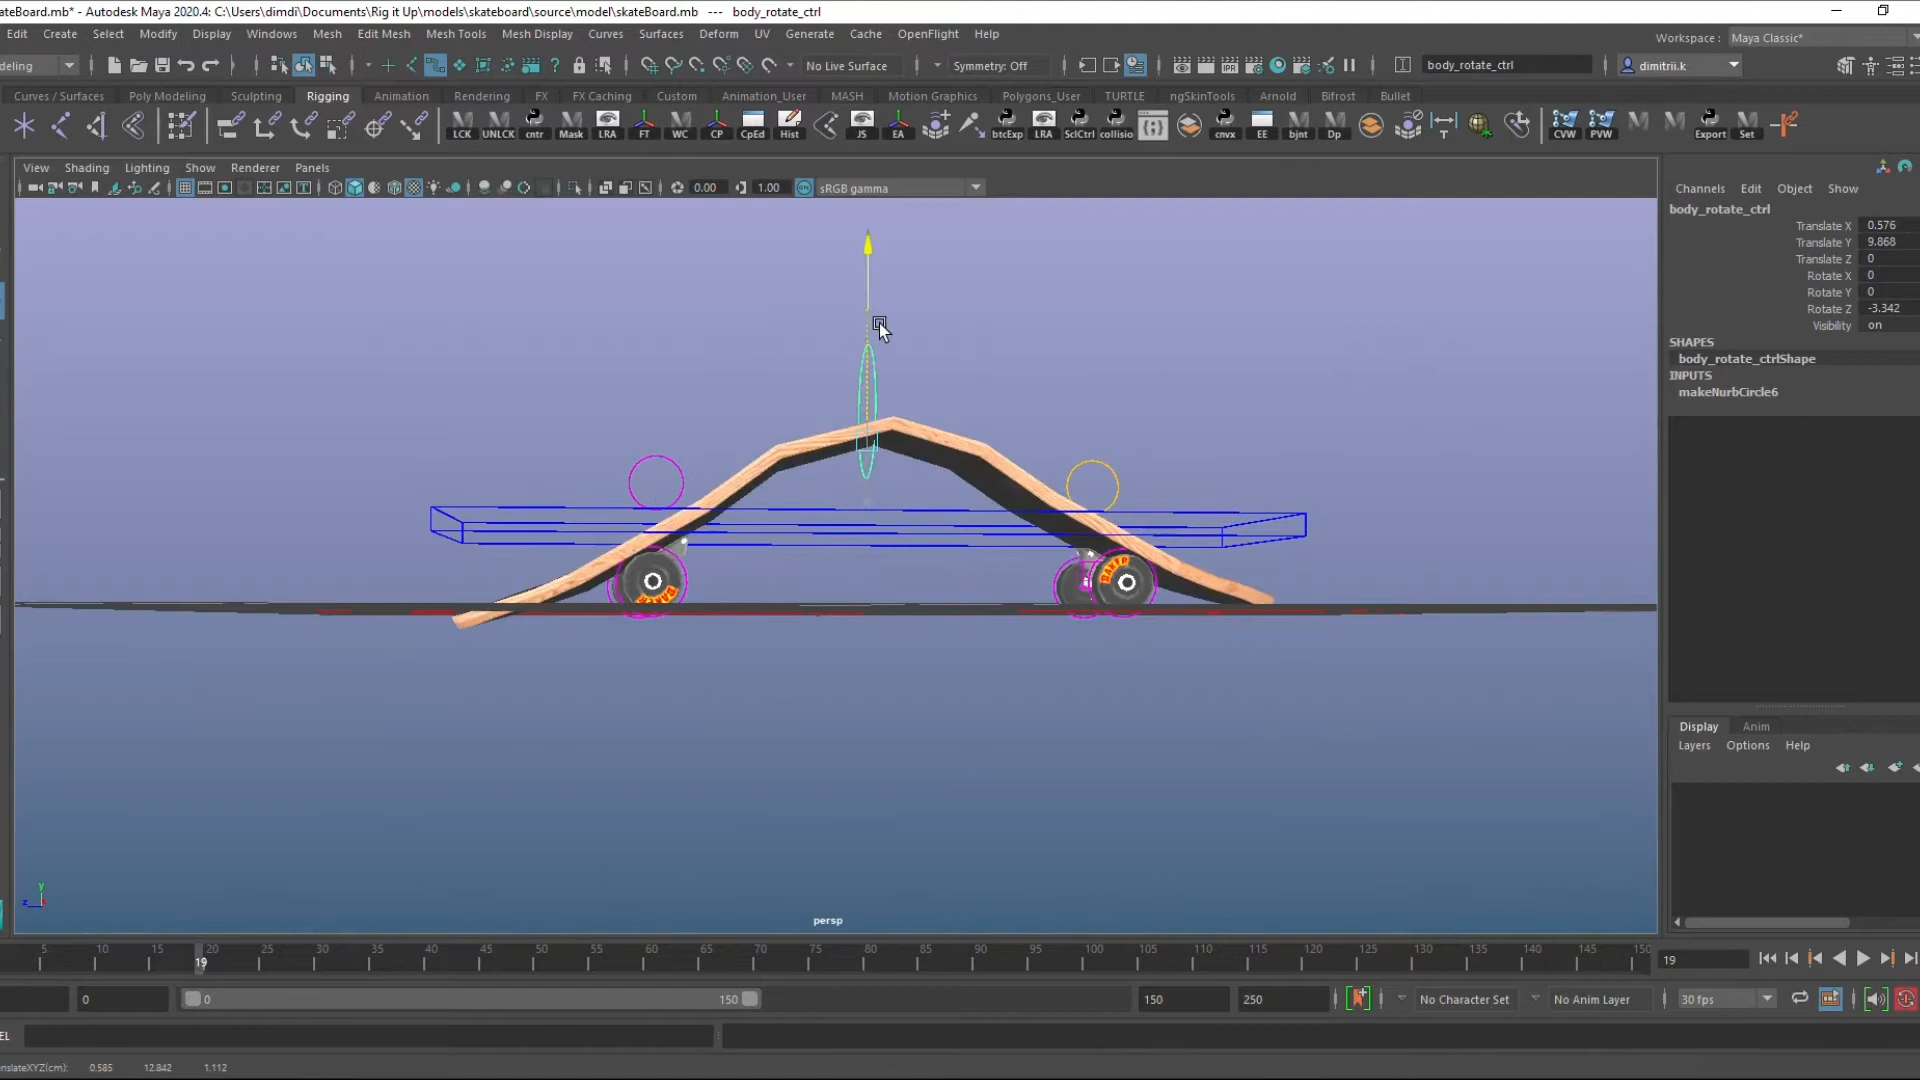 ateBoard.mb* - Autodesk Maya 2020.4: C:\Users\dimdi\Documents\Rig it Up\models\skateboard\source\model\skateBoard.mb --- body_rotate_ctrl
Edit Create Select Modify Display Windows Mesh Edit Mesh Mesh Tools Mesh Display Curves Surfaces Deform UV Generate Cache OpenFlight Help Workspace : Maya Classic*
deling No Live Surface Symmetry: Off body_rotate_ctrl dimitrii.k
Curves / Surfaces Poly Modeling Sculpting Rigging Animation Rendering FX FX Caching Custom Animation_User MASH Motion Graphics Polygons_User TURTLE ngSkinTools Arnold Bifrost Bullet
LCK UNLCK cntr Mask LRA FT WC CP CpEd Hist JS EA btcExp LRA SclCtrl collisio cnvx EE bjnt Dp CVW PVW Export Set
View Shading Lighting Show Renderer Panels
0.00 1.00 ON sRGB gamma
Channels Edit Object Show
body_rotate_ctrl
Translate X 0.576
Translate Y 9.868
Translate Z 0
Rotate X 0
Rotate Y 0
Rotate Z -3.342
Visibility on
SHAPES
body_rotate_ctrlShape
INPUTS
makeNurbCircle6
BAKER
Display Anim
Layers Options Help
y
z
persp
5 10 15 20 25 30 35 40 45 50 55 60 65 70 75 80 85 90 95 100 105 110 115 120 125 130 135 140 145 150
19 19
0 0 150 150 250 No Character Set No Anim Layer 30 fps
EL
nslateXYZ(cm): 0.585 12.842 1.112